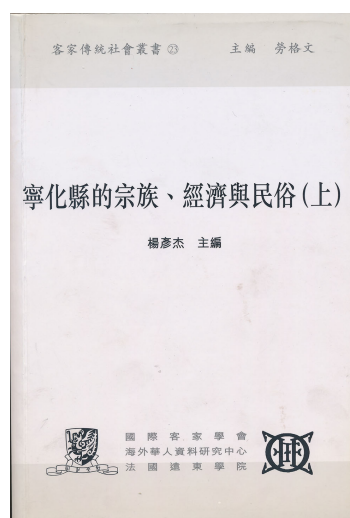 客家傳統社會叢書㉓ 主編 勞格文
寧化縣的宗族、經濟與民俗(上)
楊彥杰 主編
國際客家學會
海外華人資料研究中心
法國遠東學院